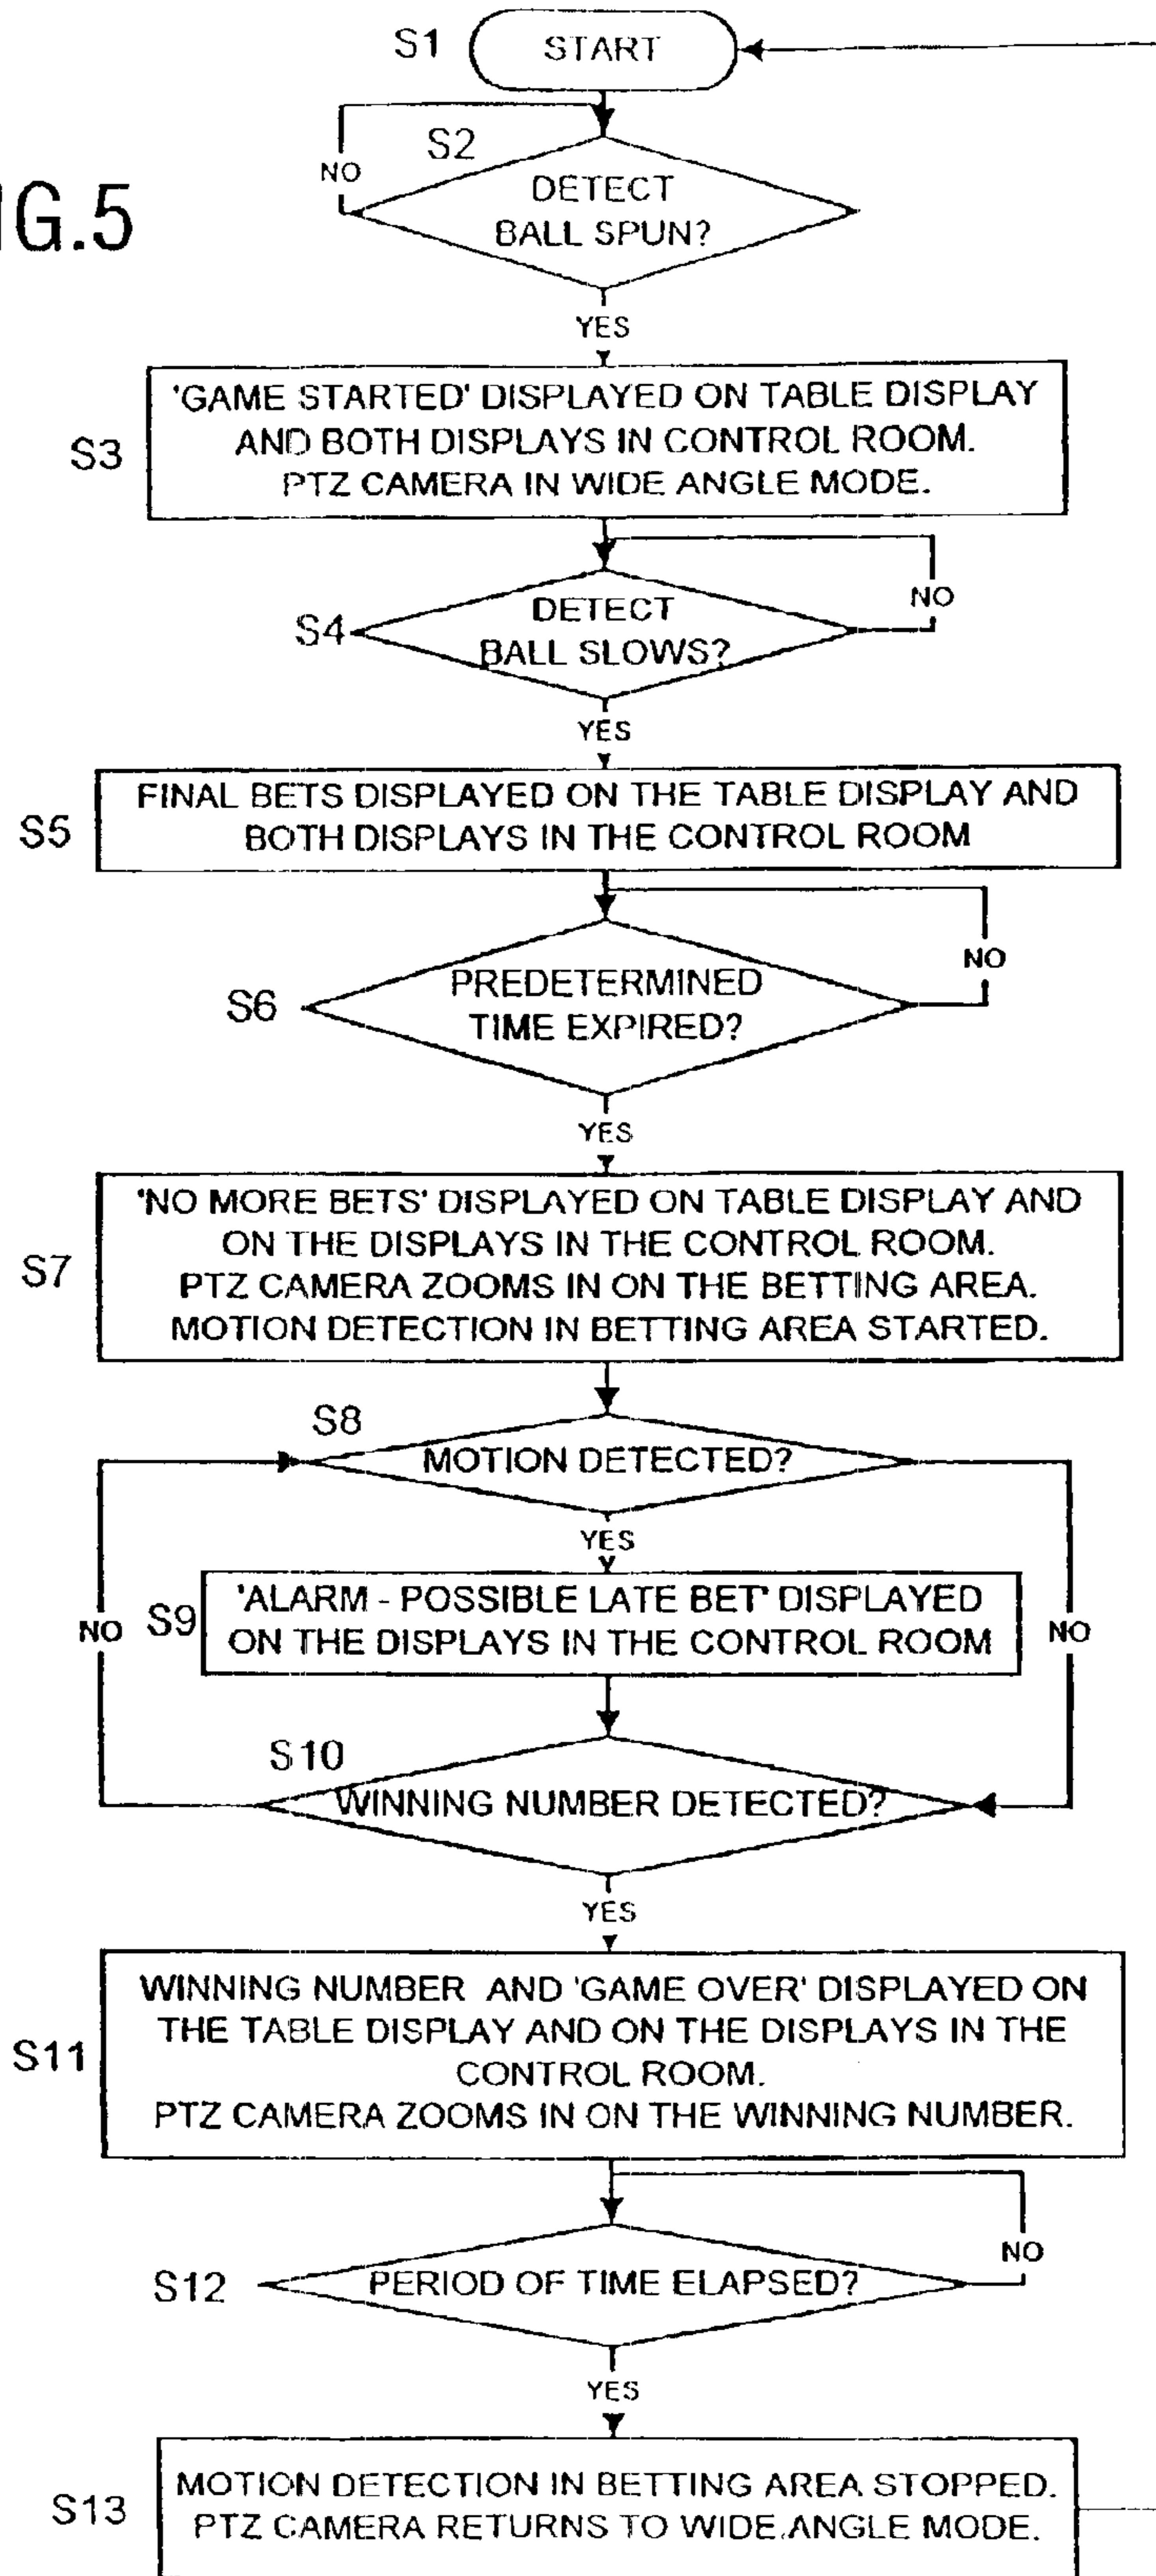 S1
START
S2
NO
FIG.5
DETECT
BALL SPUN?
YES
S3
'GAME STARTED' DISPLAYED ON TABLE DISPLAY
AND BOTH DISPLAYS IN CONTROL ROOM.
PTZ CAMERA IN WIDE ANGLE MODE.
S4
DETECT
BALL SLOWS?
NO
YES
S5
FINAL BETS DISPLAYED ON THE TABLE DISPLAY AND
BOTH DISPLAYS IN THE CONTROL ROOM
S6
PREDETERMINED
TIME EXPIRED?
NO
YES
S7
'NO MORE BETS' DISPLAYED ON TABLE DISPLAY AND
ON THE DISPLAYS IN THE CONTROL ROOM.
PTZ CAMERA ZOOMS IN ON THE BETTING AREA.
MOTION DETECTION IN BETTING AREA STARTED.
S8
MOTION DETECTED?
YES
NO
S9
'ALARM - POSSIBLE LATE BET' DISPLAYED
ON THE DISPLAYS IN THE CONTROL ROOM
NO
S10
WINNING NUMBER DETECTED?
YES
S11
WINNING NUMBER AND 'GAME OVER' DISPLAYED ON
THE TABLE DISPLAY AND ON THE DISPLAYS IN THE
CONTROL ROOM.
PTZ CAMERA ZOOMS IN ON THE WINNING NUMBER.
S12
PERIOD OF TIME ELAPSED?
NO
YES
S13
MOTION DETECTION IN BETTING AREA STOPPED.
PTZ CAMERA RETURNS TO WIDE ANGLE MODE.